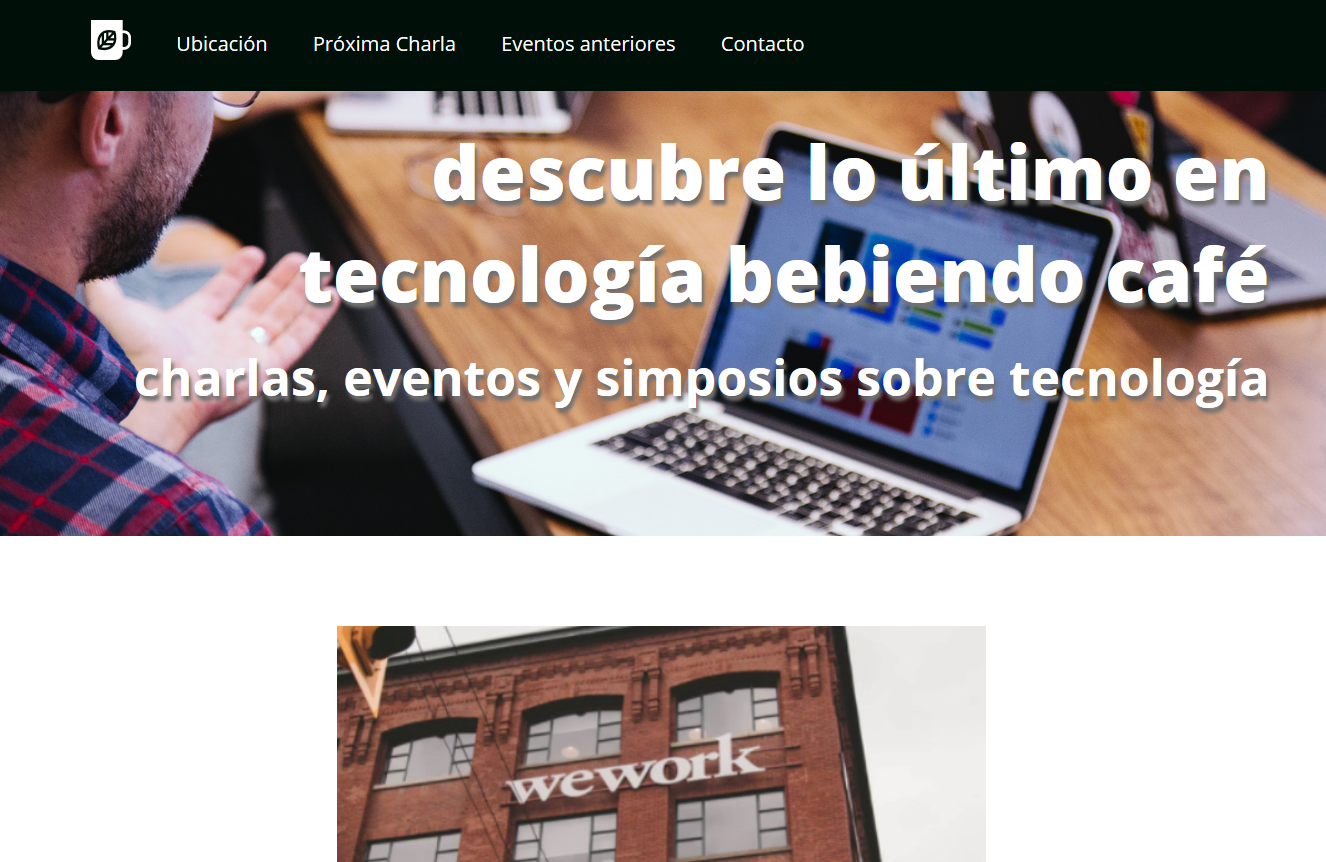 Ubicación
Próxima Charla
Eventos anteriores
Contacto
descubre lo último en
tecnología bebiendo café
charlas, eventos y simposios sobre tecnología
wework